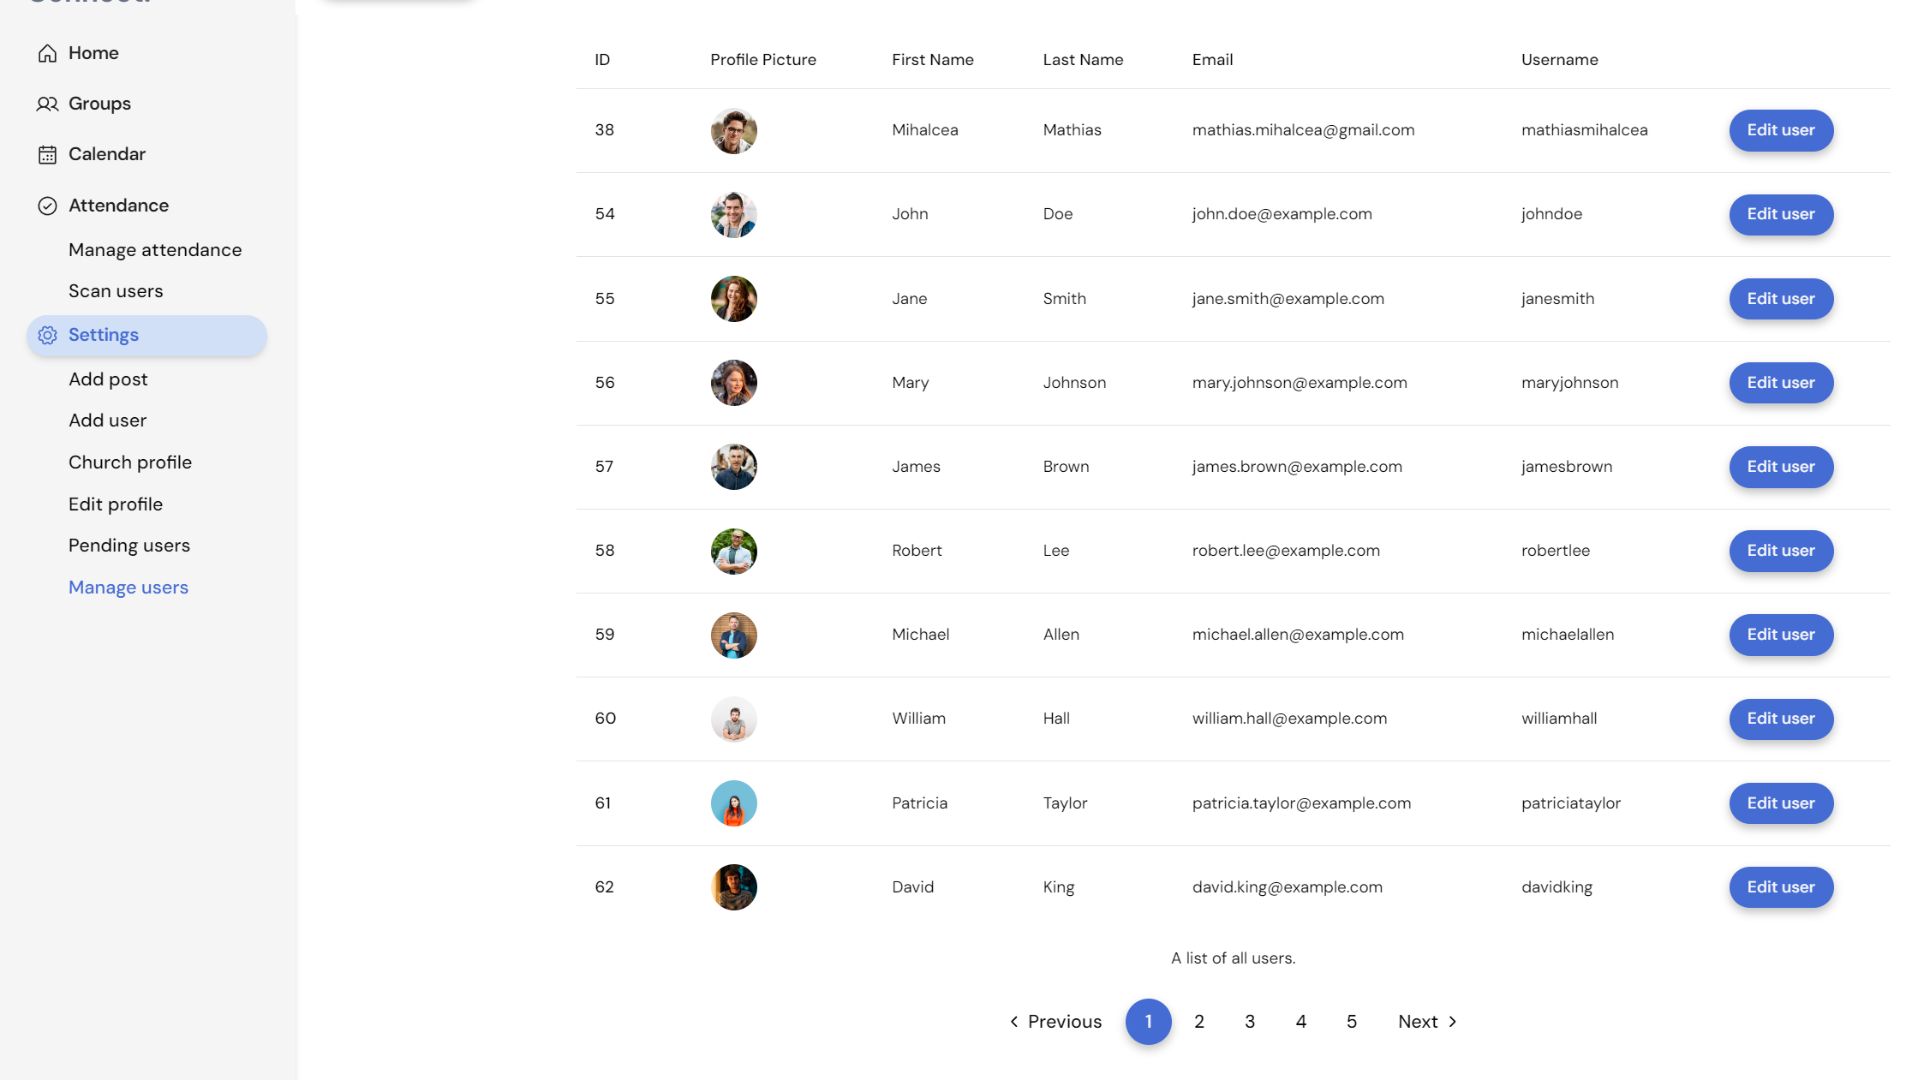 Home
Groups
Calendar
Attendance
Manage attendance
Scan users
Settings
Add post
Add user
Church profile
Edit profile
Pending users
Manage users
ID Profile Picture First Name Last Name Email Username
38 Mihalcea Mathias mathias.mihalcea@gmail.com mathiasmihalcea Edit user
54 John Doe john.doe@example.com johndoe Edit user
55 Jane Smith jane.smith@example.com janesmith Edit user
56 Mary Johnson mary.johnson@example.com maryjohnson Edit user
57 James Brown james.brown@example.com jamesbrown Edit user
58 Robert Lee robert.lee@example.com robertlee Edit user
59 Michael Allen michael.allen@example.com michaelallen Edit user
60 William Hall william.hall@example.com williamhall Edit user
61 Patricia Taylor patricia.taylor@example.com patriciataylor Edit user
62 David King david.king@example.com davidking Edit user
A list of all users.
Previous 1 2 3 4 5 Next